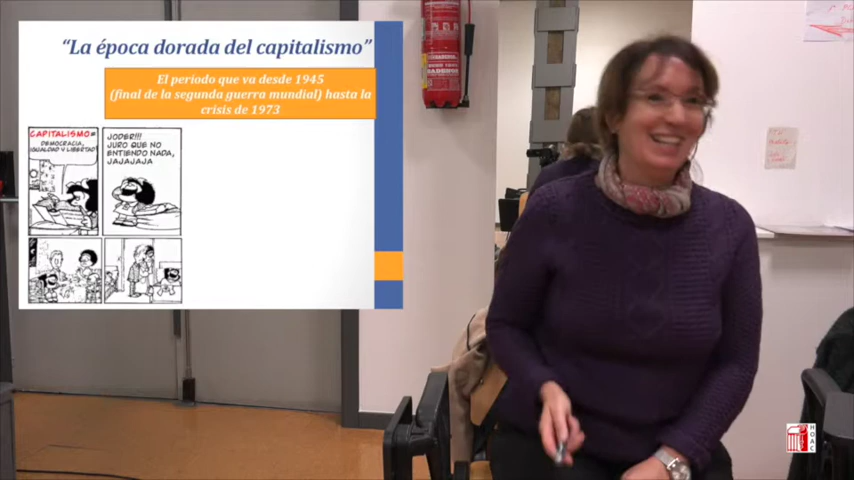 “La época dorada del capitalismo”
El periodo que va desde 1945
(final de la segunda guerra mundial) hasta la
crisis de 1973
CAPITALISMO=
DEMOCRACIA,
IGUALDAD Y LIBERTAD
JODER!!!
JURO QUE NO
ENTIENDO NADA,
JAJAJAJA
HOAC